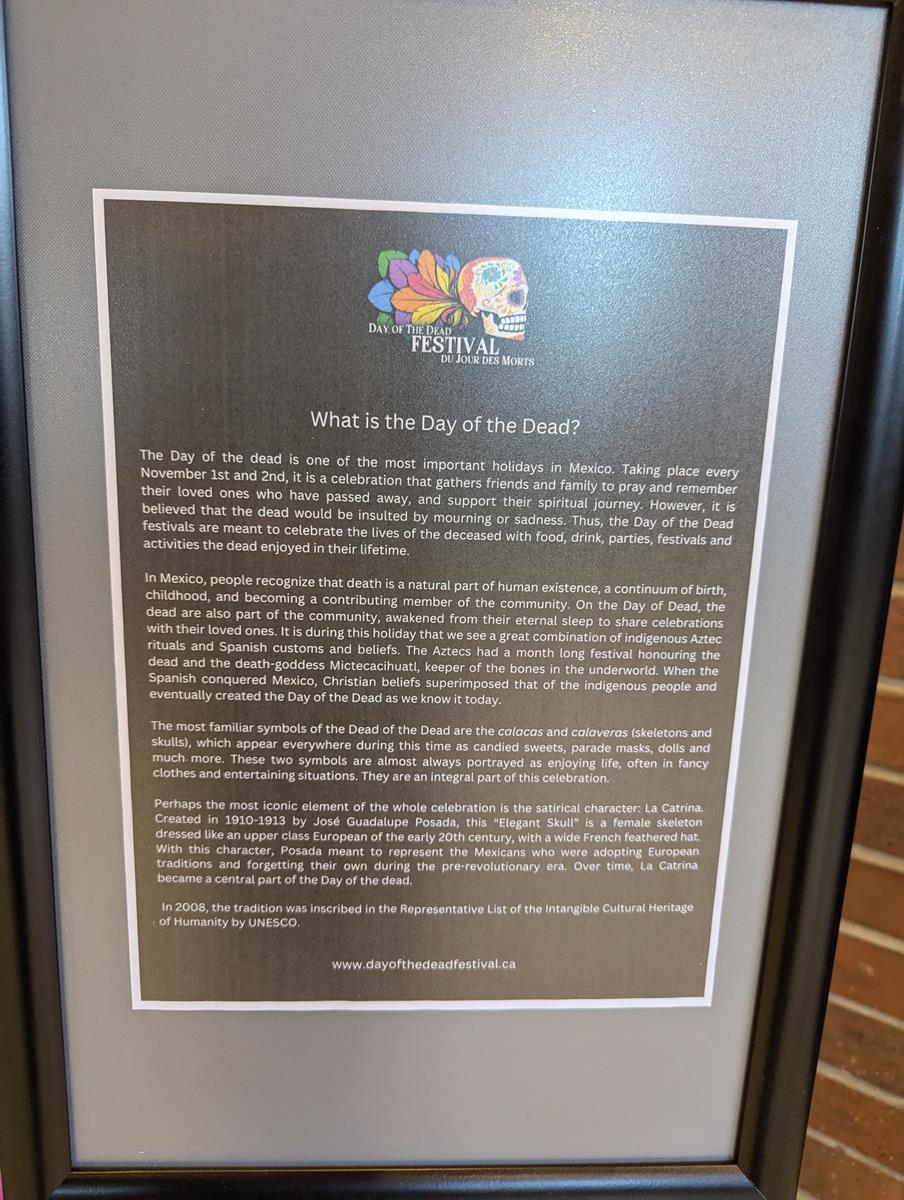 DAY OF THE DEAD
FESTIVAL
DU JOUR DES MORTS
What is the Day of the Dead?
The Day of the dead is one of the most important holidays in Mexico. Taking place every
November 1st and 2nd, it is a celebration that gathers friends and family to pray and remember
their loved ones who have passed away, and support their spiritual journey. However, it is
believed that the dead would be insulted by mourning or sadness. Thus, the Day of the Dead
festivals are meant to celebrate the lives of the deceased with food, drink, parties, festivals and
activities the dead enjoyed in their lifetime.
In Mexico, people recognize that death is a natural part of human existence, a continuum of birth,
childhood, and becoming a contributing member of the community. On the Day of Dead, the
dead are also part of the community, awakened from their eternal sleep to share celebrations
with their loved ones. It is during this holiday that we see a great combination of indigenous Aztec
rituals and Spanish customs and beliefs. The Aztecs had a month long festival honouring the
dead and the death-goddess Mictecacihuatl, keeper of the bones in the underworld. When the
Spanish conquered Mexico, Christian beliefs superimposed that of the indigenous people and
eventually created the Day of the Dead as we know it today.
The most familiar symbols of the Dead of the Dead are the calacas and calaveras (skeletons and
skulls), which appear everywhere during this time as candied sweets, parade masks, dolls and
much more. These two symbols are almost always portrayed as enjoying life, often in fancy
clothes and entertaining situations. They are an integral part of this celebration.
Perhaps the most iconic element of the whole celebration is the satirical character: La Catrina.
Created in 1910-1913 by José Guadalupe Posada, this “Elegant Skull” is a female skeleton
dressed like an upper class European of the early 20th century, with a wide French feathered hat.
With this character, Posada meant to represent the Mexicans who were adopting European
traditions and forgetting their own during the pre-revolutionary era. Over time, La Catrina
became a central part of the Day of the dead.
In 2008, the tradition was inscribed in the Representative List of the Intangible Cultural Heritage
of Humanity by UNESCO.
www.dayofthedeadfestival.ca